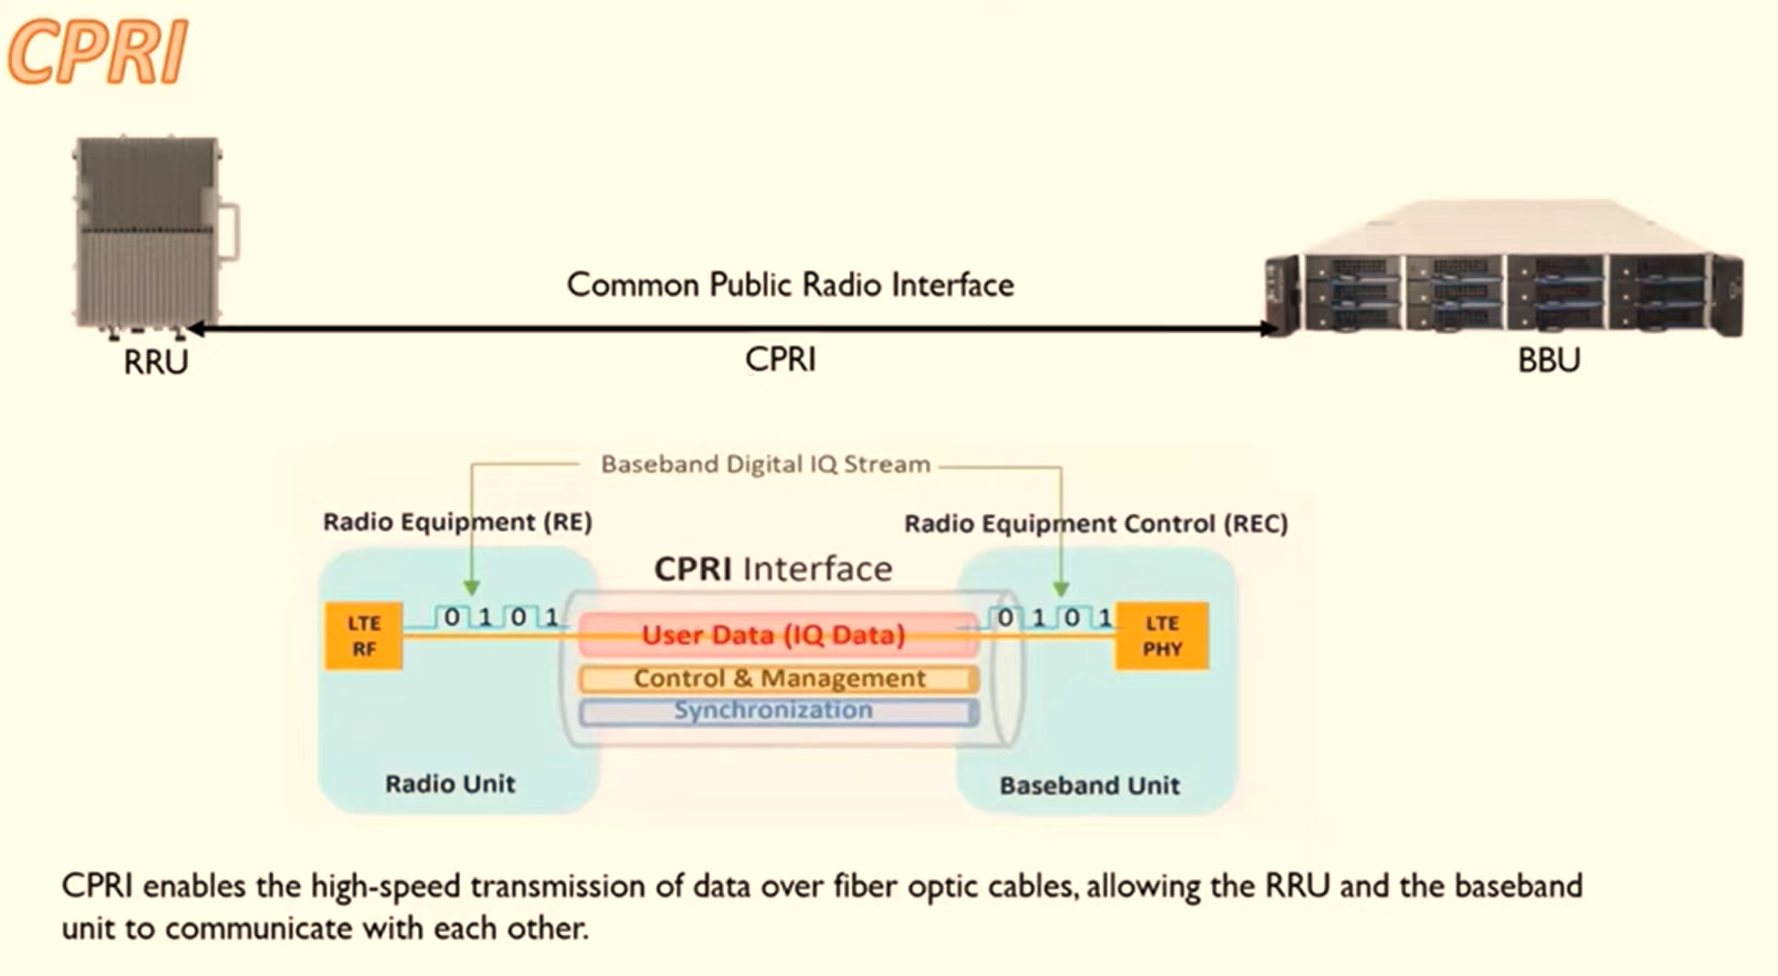 CPRI
Common Public Radio Interface
RRU
CPRI
BBU
Baseband Digital IQ Stream
Radio Equipment (RE)
Radio Equipment Control (REC)
CPRI Interface
LTE
RF
0 1 0 1
User Data (IQ Data)
0 1 0 1
LTE
PHY
Control & Management
Synchronization
Radio Unit
Baseband Unit
CPRI enables the high-speed transmission of data over fiber optic cables, allowing the RRU and the baseband
unit to communicate with each other.